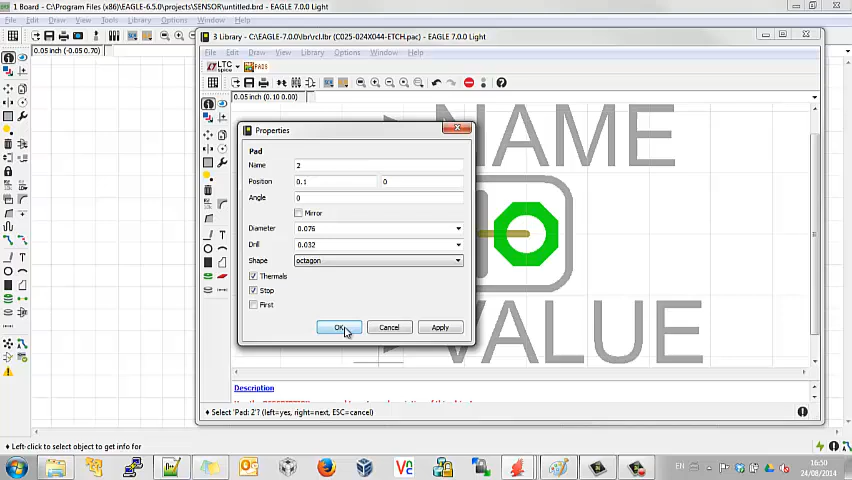 1 Board - C:\Program Files (x86)\EAGLE-6.5.0\projects\SENSOR\untitled.brd - EAGLE 7.0.0 Light
File Edit Draw View Tools Library Options Window Help
0.05 inch (-0.05 0.70)
3 Library - C:\EAGLE-7.0.0\lbr\rcl.lbr (C025-024X044-ETCH.pac) - EAGLE 7.0.0 Light
File Edit Draw View Library Options Window Help
LTC
spice
PADS
0.05 inch (0.10 0.00)
NAME
VALUE
Properties
Pad
Name 2
Position 0.1 0
Angle 0
Mirror
Diameter 0.076
Drill 0.032
Shape octagon
Thermals
Stop
First
OK Cancel Apply
Description
Select 'Pad: 2'? (left=yes, right=next, ESC=cancel)
Left-click to select object to get info for
EN
16:50
24/08/2014